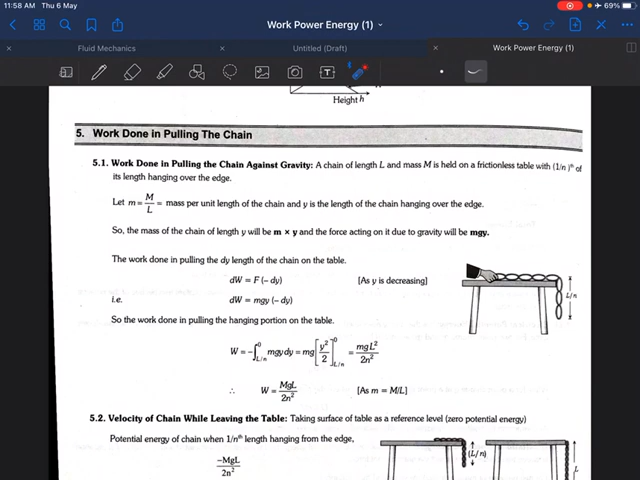 11:58 AM Thu 6 May
69%
Work Power Energy (1)
Fluid Mechanics
Untitled (Draft)
Work Power Energy (1)
Height h
5. Work Done in Pulling The Chain
5.1. Work Done in Pulling the Chain Against Gravity: A chain of length L and mass M is held on a frictionless table with (1/n)th of
its length hanging over the edge.
Let m = M/L = mass per unit length of the chain and y is the length of the chain hanging over the edge.
So, the mass of the chain of length y will be m × y and the force acting on it due to gravity will be mgy.
The work done in pulling the dy length of the chain on the table.
dW = F(– dy) [As y is decreasing]
i.e. dW = mgy (– dy)
L/n
So the work done in pulling the hanging portion on the table.
W = –∫_{L/n}^{0} mgy dy = mg[y²/2]_{L/n}^{0} = mgL²/2n²
∴ W = MgL/2n² [As m = M/L]
5.2. Velocity of Chain While Leaving the Table: Taking surface of table as a reference level (zero potential energy)
Potential energy of chain when 1/nth length hanging from the edge,
(L/n)
L
–MgL/2n²